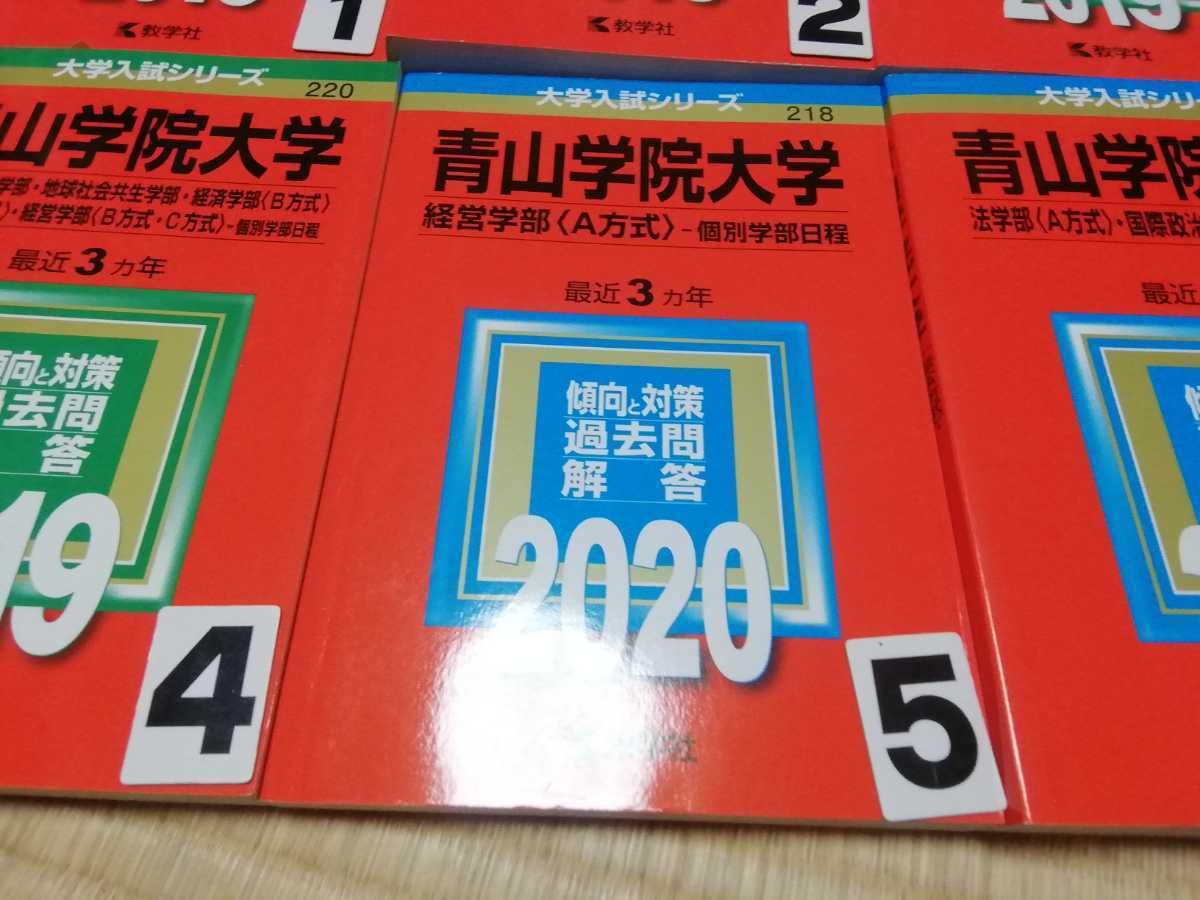 教学社
1
教学社
2
2019
教学社
大学入試シリーズ
220
山学院大学
学部・地球社会共生学部・経済学部〈B方式〉
・経営学部〈B方式・C方式〉-個別学部日程
最近3ヵ年
傾向と対策
過去問
答
19
4
大学入試シリーズ
218
青山学院大学
経営学部〈A方式〉-個別学部日程
最近3ヵ年
傾向と対策
過去問
解答
2020
社
5
大学入試シリ
青山学
法学部〈A方式〉・国際政治
最近